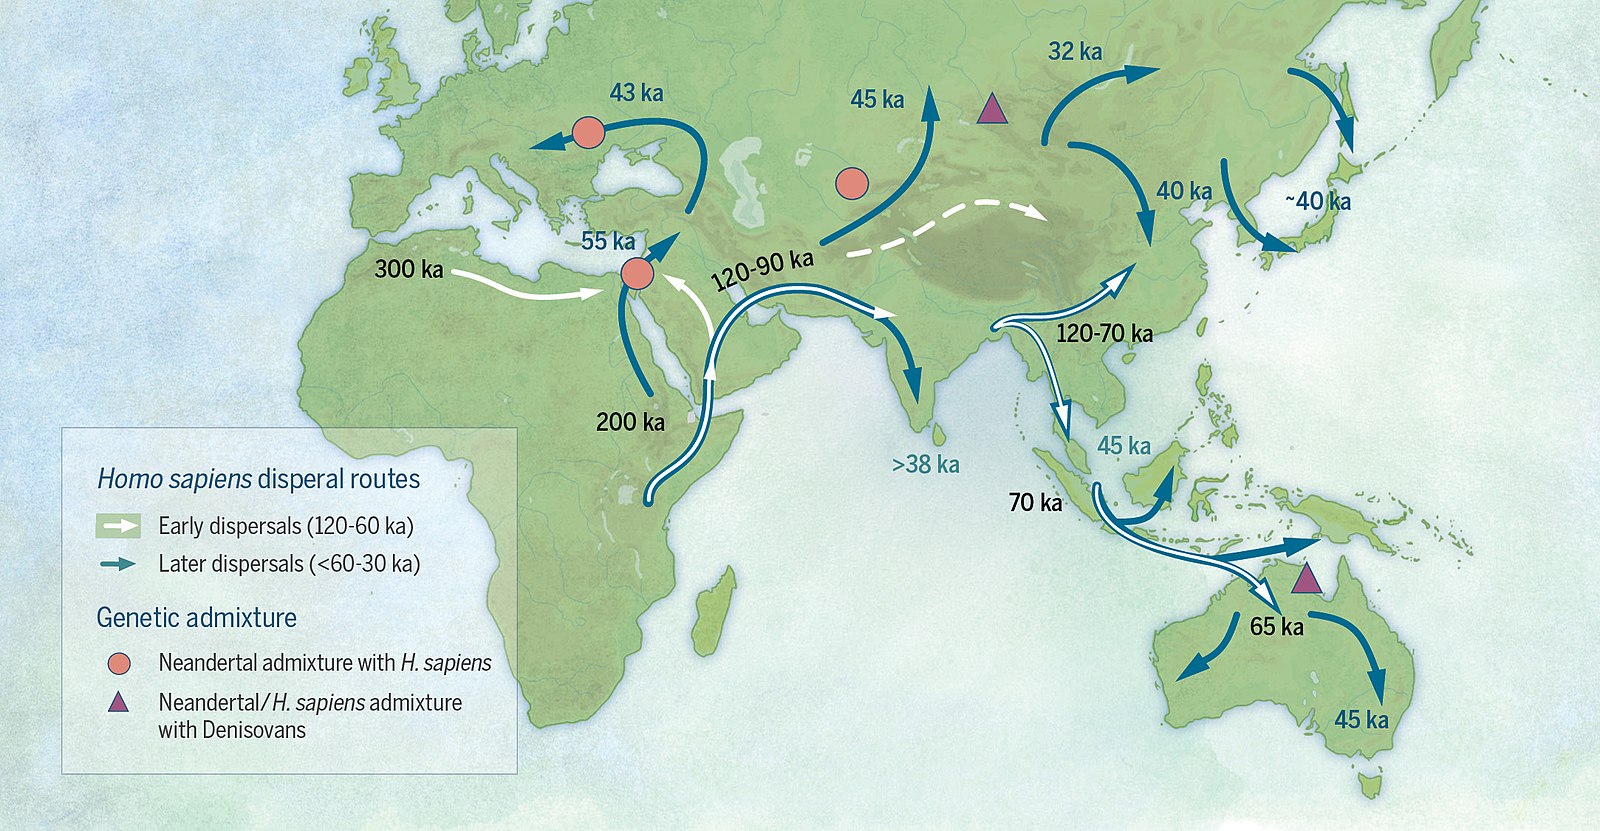 32 ka
43 ka
45 ka
40 ka
~40 ka
55 ka
300 ka
120-90 ka
120-70 ka
200 ka
45 ka
>38 ka
70 ka
65 ka
45 ka
Homo sapiens disperal routes
Early dispersals (120-60 ka)
Later dispersals (<60-30 ka)
Genetic admixture
Neandertal admixture with H. sapiens
Neandertal/H. sapiens admixture
with Denisovans